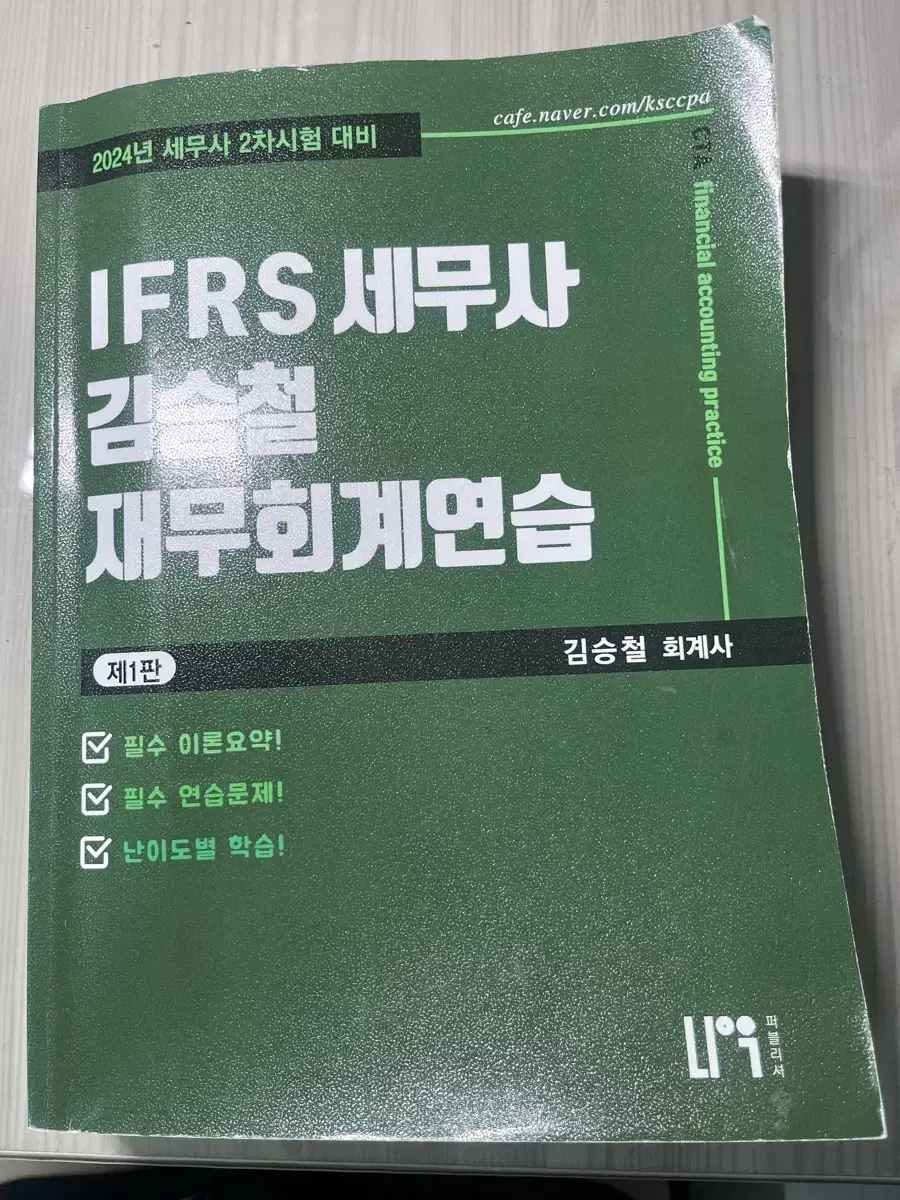 2024년 세무사 2차시험 대비
cafe.naver.com/ksccpa
CTA financial accounting practice
IFRS 세무사
김승철
재무회계연습
제1판
김승철 회계사
필수 이론요약!
필수 연습문제!
난이도별 학습!
퍼블리셔